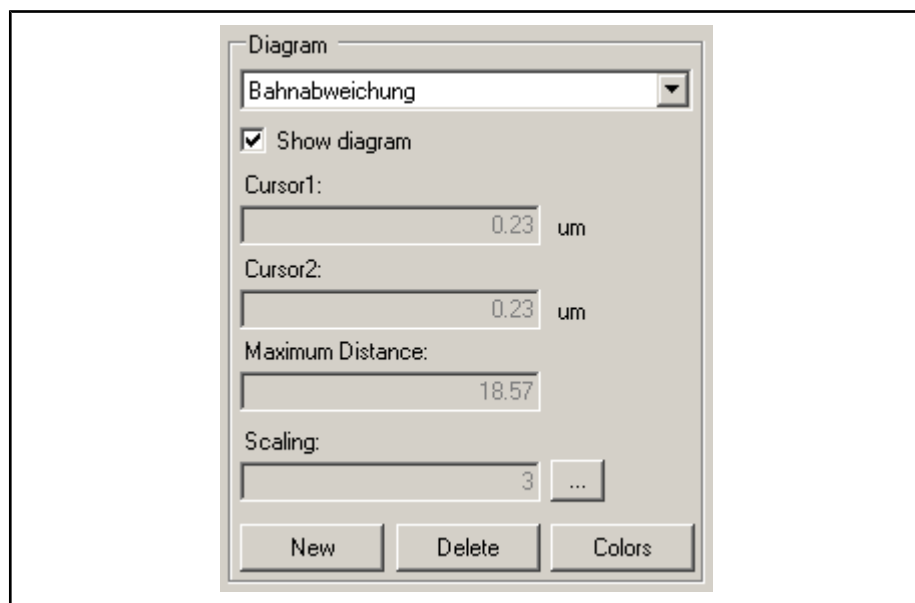 Diagram
Bahnabweichung
Show diagram
Cursor1:
0.23 um
Cursor2:
0.23 um
Maximum Distance:
18.57
Scaling:
3 ...
New Delete Colors